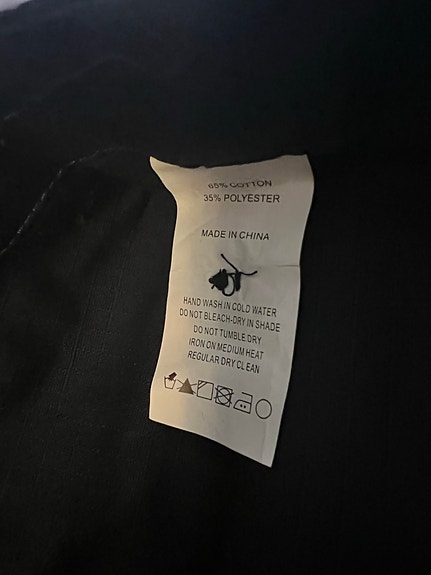 65% COTTON
35% POLYESTER
MADE IN CHINA
HAND WASH IN COLD WATER
DO NOT BLEACH-DRY IN SHADE
DO NOT TUMBLE DRY
IRON ON MEDIUM HEAT
REGULAR DRY CLEAN